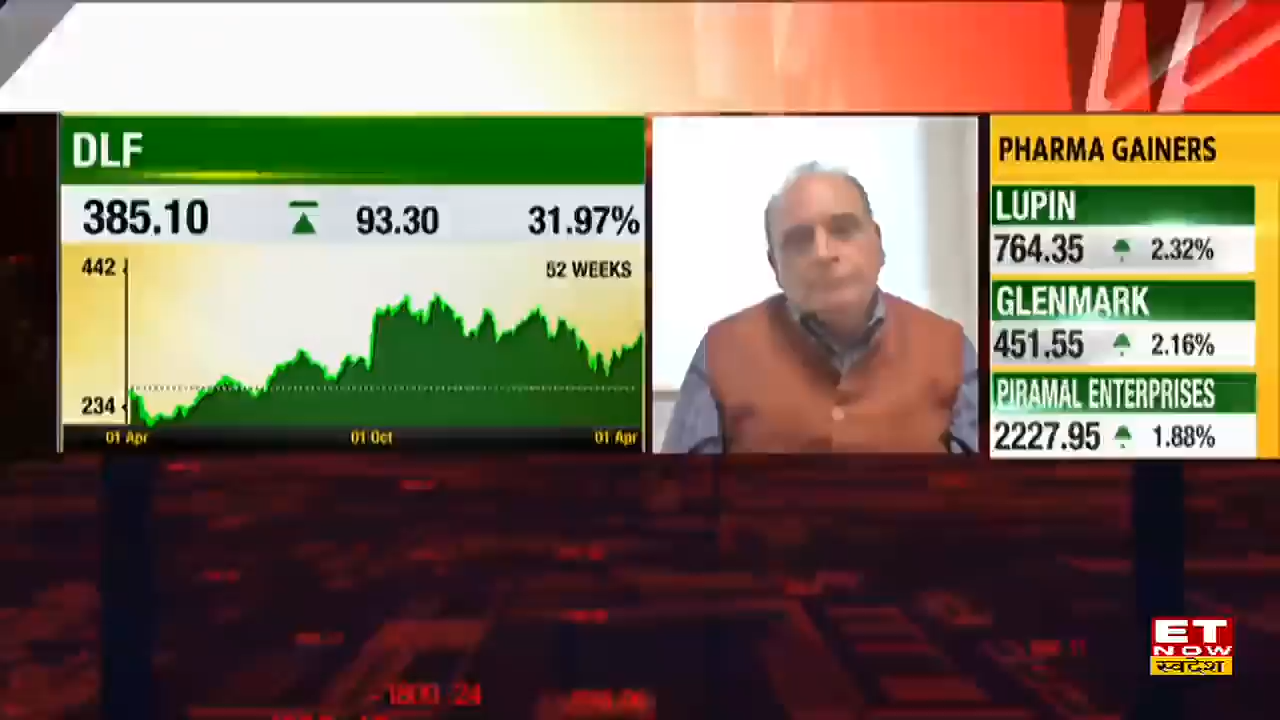 DLF
385.10 93.30 31.97%
442 52 WEEKS
234
01 Apr 01 Oct 01 Apr
PHARMA GAINERS
LUPIN
764.35 2.32%
GLENMARK
451.55 2.16%
PIRAMAL ENTERPRISES
2227.95 1.88%
ET
NOW
स्वदेश
-1800 24